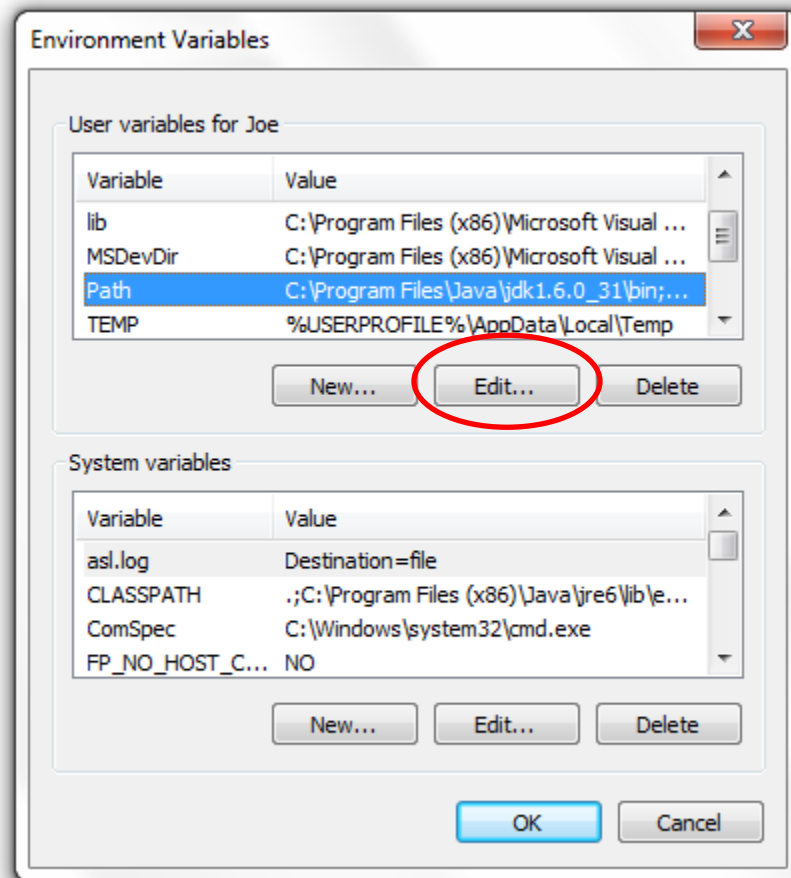 Environment Variables
User variables for Joe
Variable Value
lib C:\Program Files (x86)\Microsoft Visual ...
MSDevDir C:\Program Files (x86)\Microsoft Visual ...
Path C:\Program Files\Java\jdk1.6.0_31\bin;...
TEMP %USERPROFILE%\AppData\Local\Temp
New... Edit... Delete
System variables
Variable Value
asl.log Destination=file
CLASSPATH .;C:\Program Files (x86)\Java\jre6\lib\e...
ComSpec C:\Windows\system32\cmd.exe
FP_NO_HOST_C... NO
New... Edit... Delete
OK Cancel